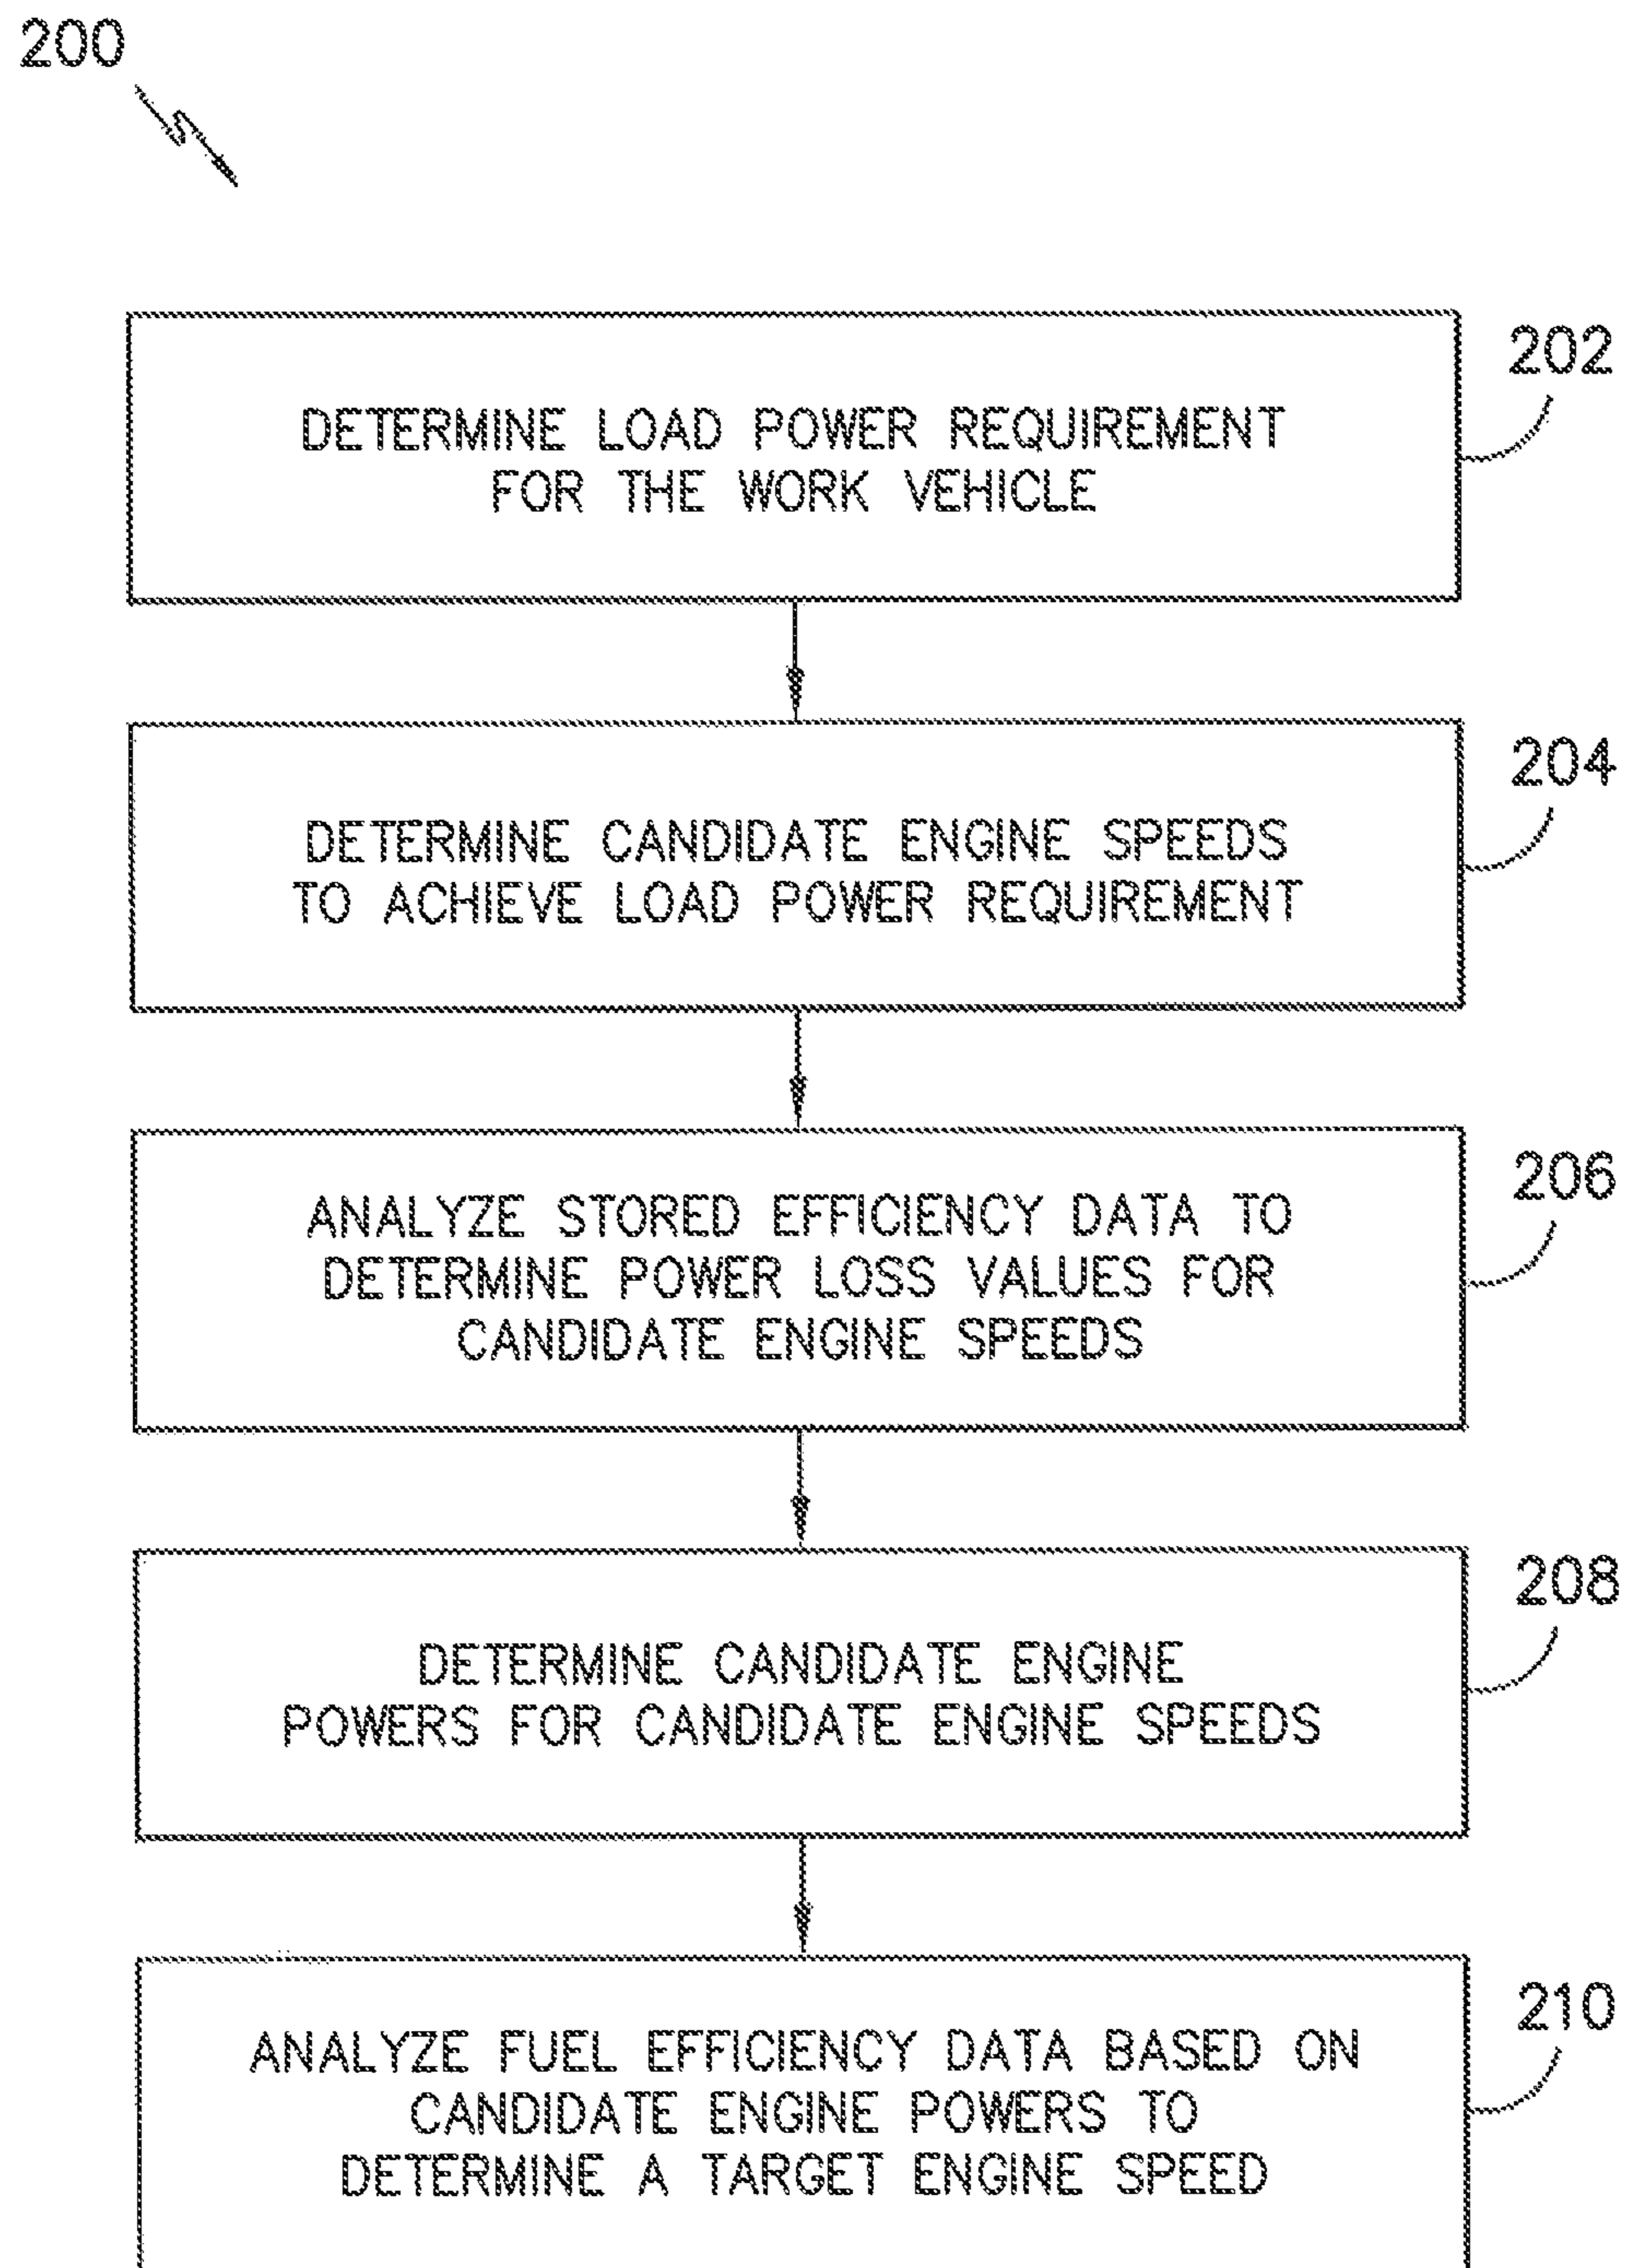 200
202
DETERMINE LOAD POWER REQUIREMENT
FOR THE WORK VEHICLE
204
DETERMINE CANDIDATE ENGINE SPEEDS
TO ACHIEVE LOAD POWER REQUIREMENT
206
ANALYZE STORED EFFICIENCY DATA TO
DETERMINE POWER LOSS VALUES FOR
CANDIDATE ENGINE SPEEDS
208
DETERMINE CANDIDATE ENGINE
POWERS FOR CANDIDATE ENGINE SPEEDS
210
ANALYZE FUEL EFFICIENCY DATA BASED ON
CANDIDATE ENGINE POWERS TO
DETERMINE A TARGET ENGINE SPEED